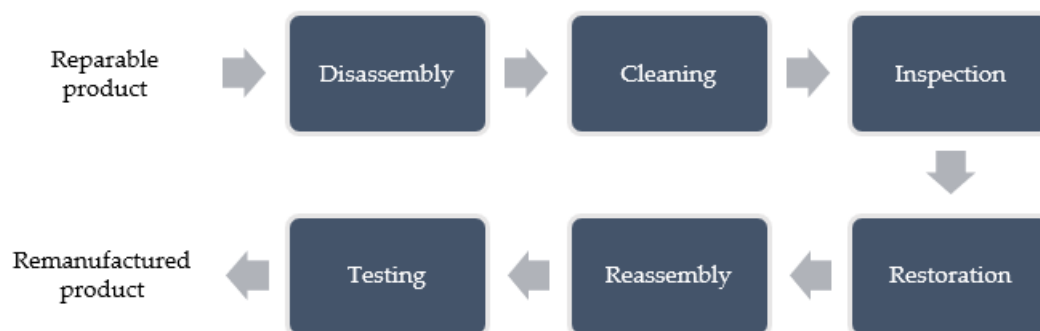 Reparable
product
Disassembly
Cleaning
Inspection
Restoration
Reassembly
Testing
Remanufactured
product